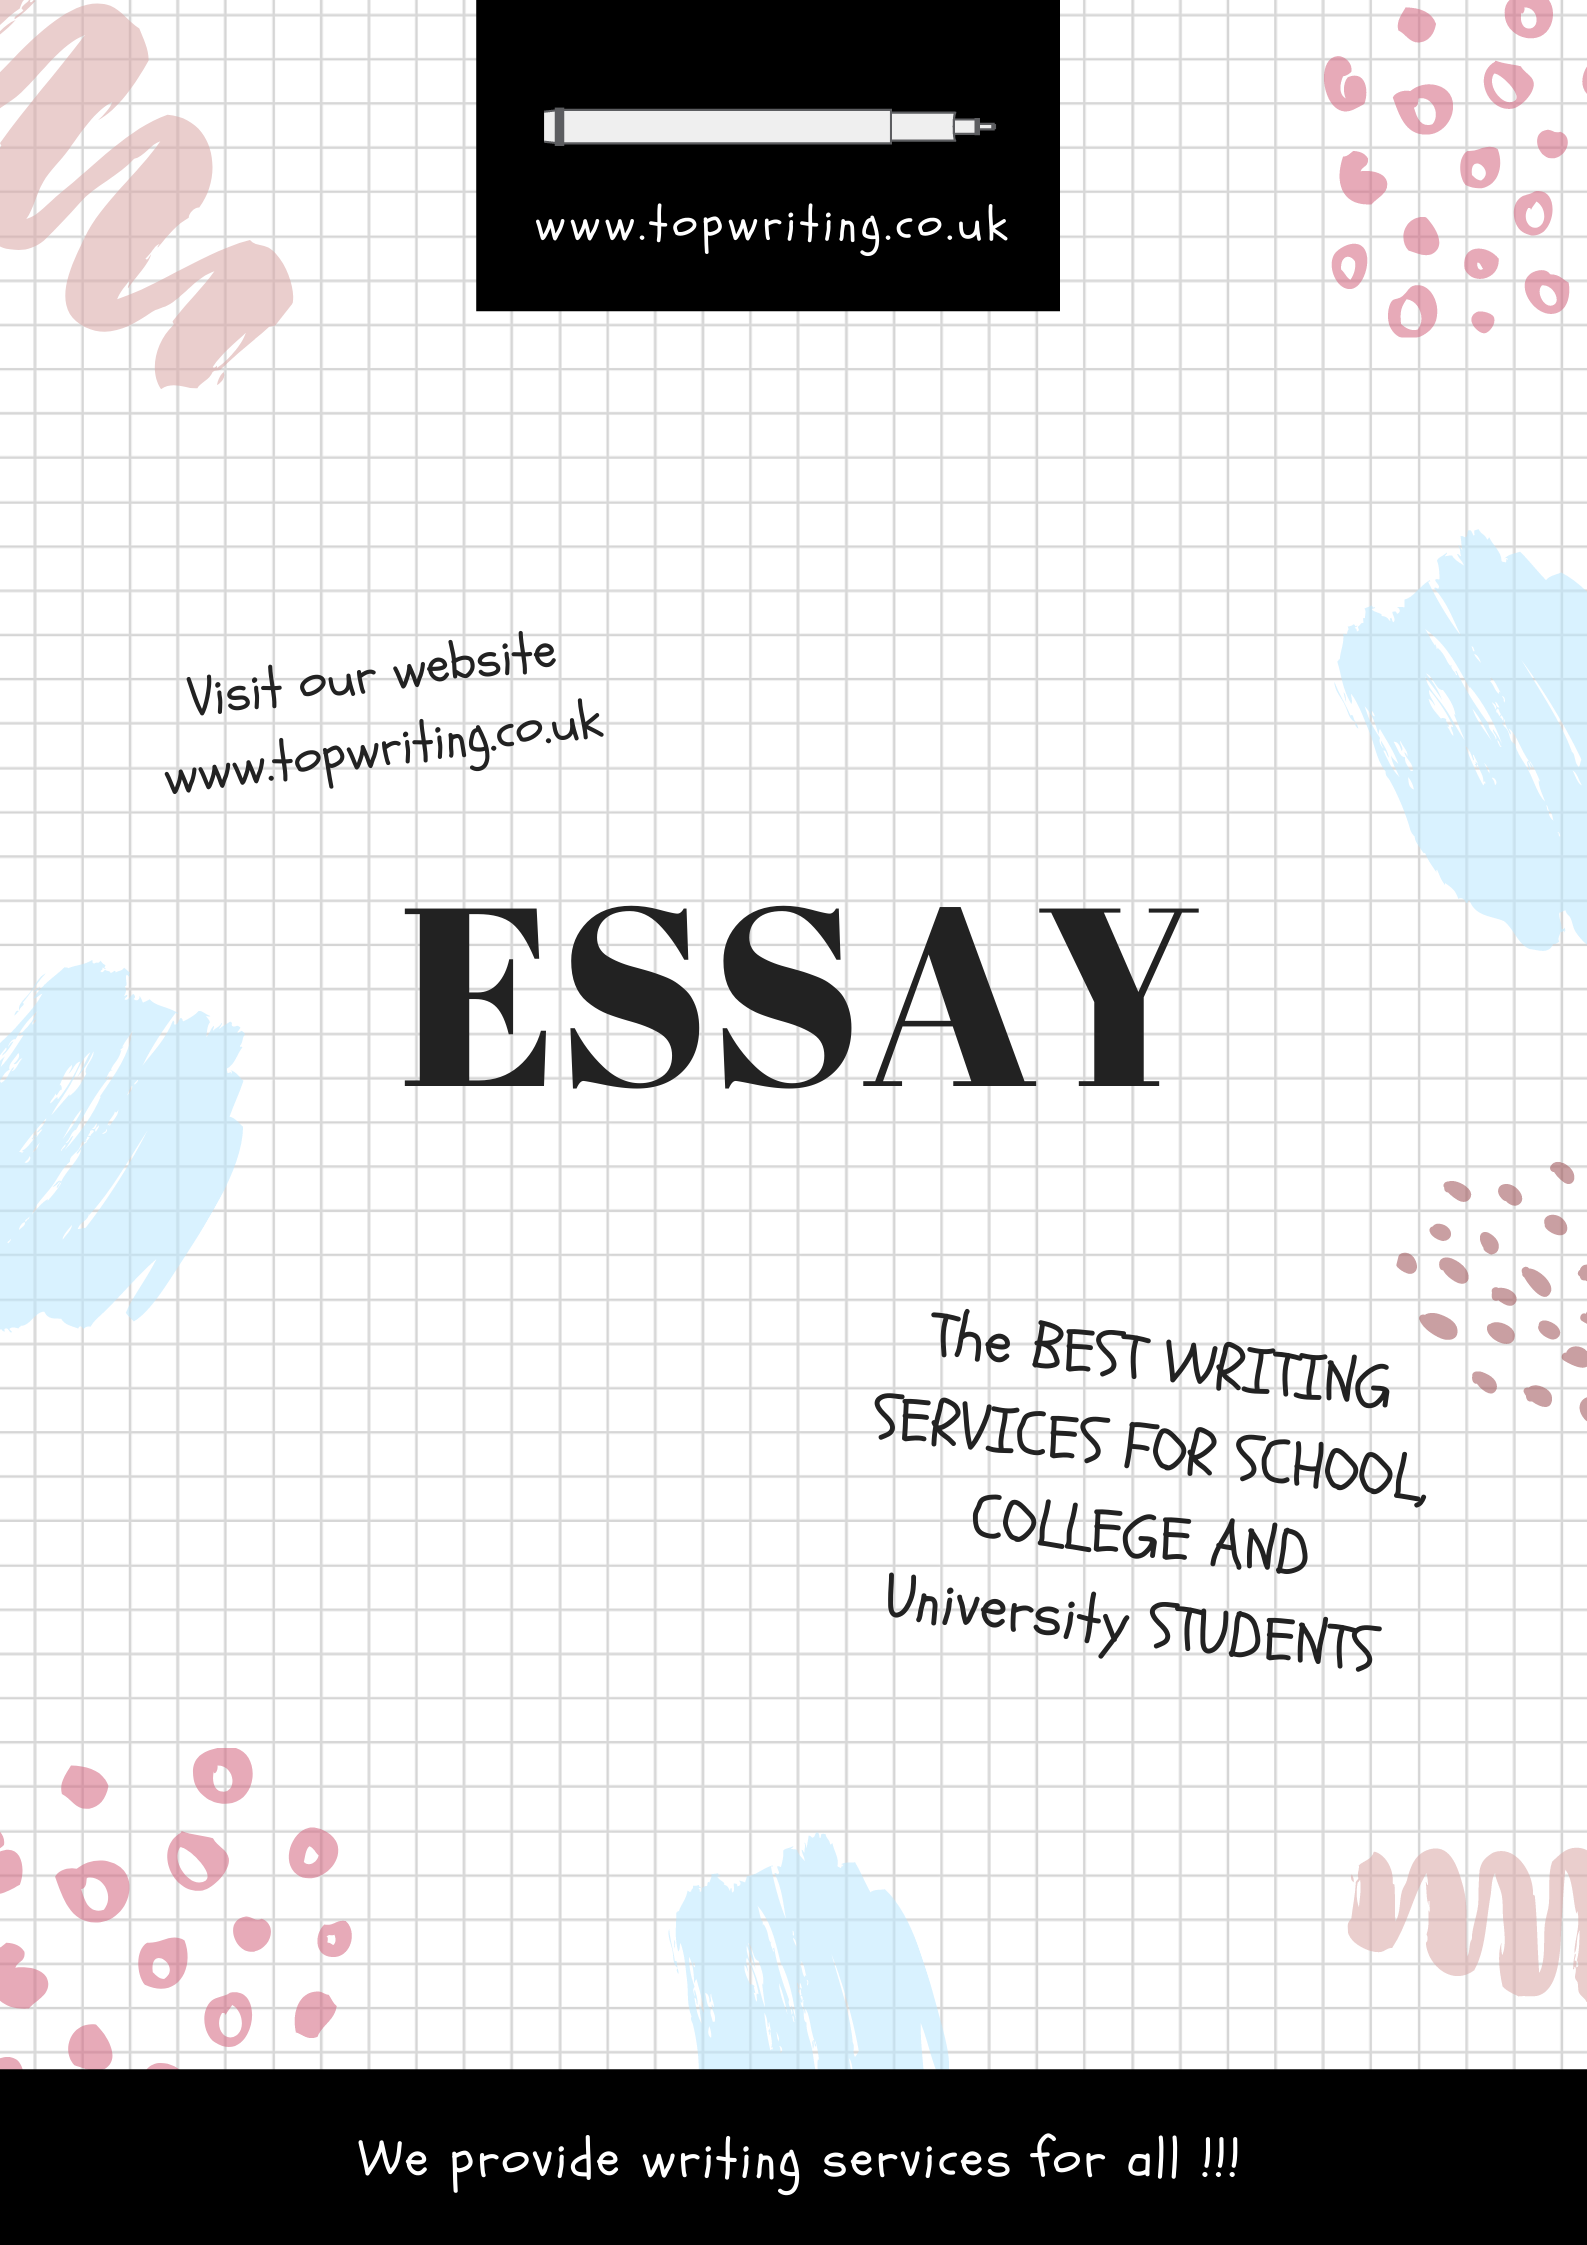 www.topwriting.co.uk
Visit our website
www.topwriting.co.uk
ESSAY
The BEST WRITING
SERVICES FOR SCHOOL,
COLLEGE AND
University STUDENTS
We provide writing services for all !!!